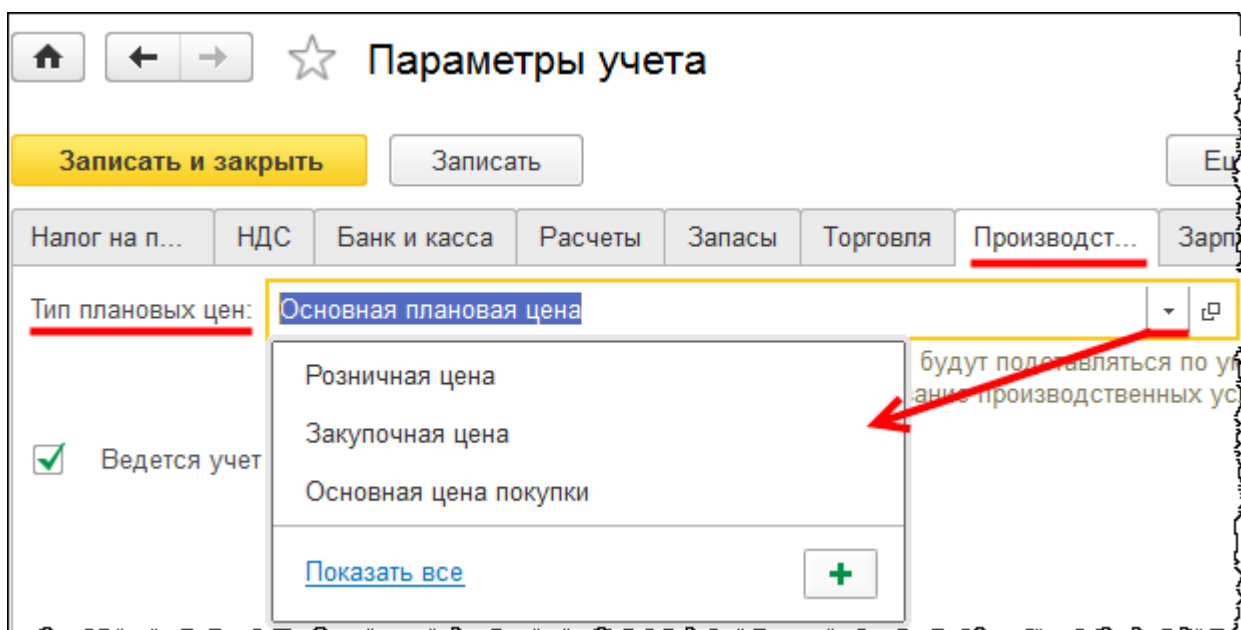 Параметры учета
Записать и закрыть
Записать
Налог на п...
НДС
Банк и касса
Расчеты
Запасы
Торговля
Производст...
Тип плановых цен:
Основная плановая цена
Розничная цена
будут подставляться по
производственных
Закупочная цена
Ведется учет
Основная цена покупки
Показать все